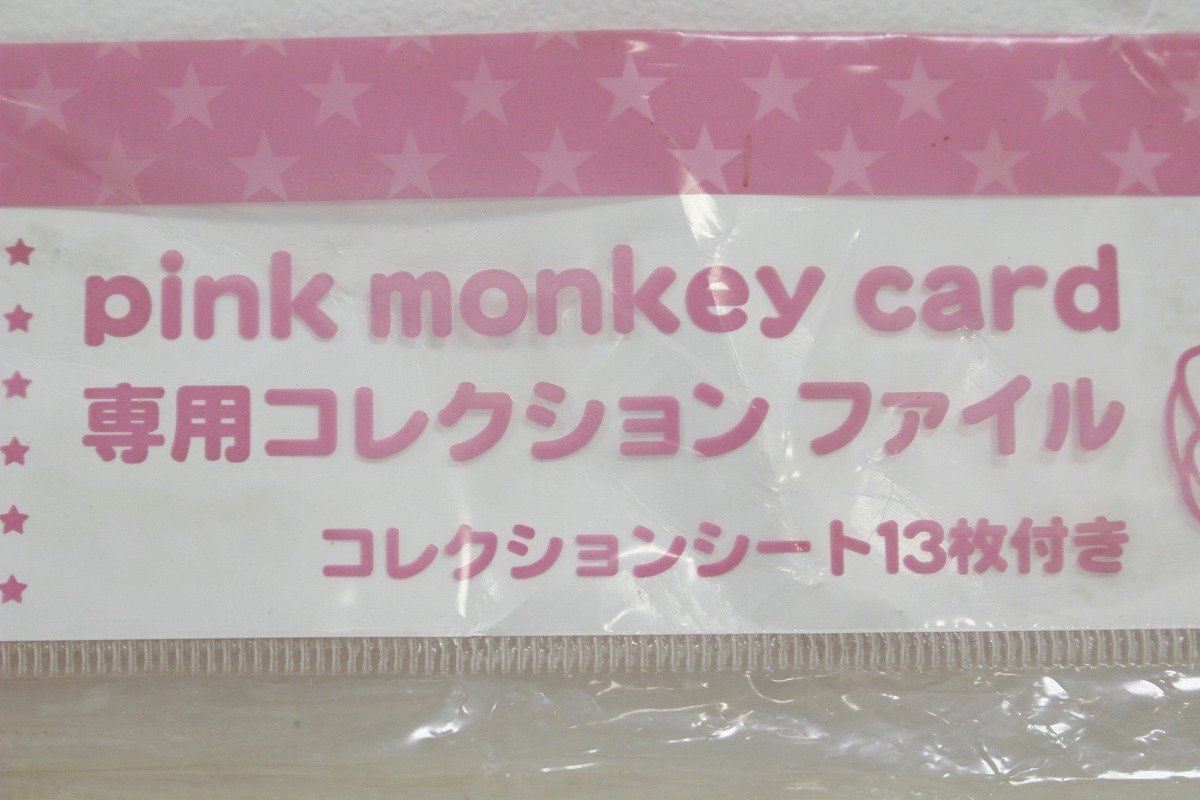 pink monkey card
専用コレクション ファイル
コレクションシート13枚付き